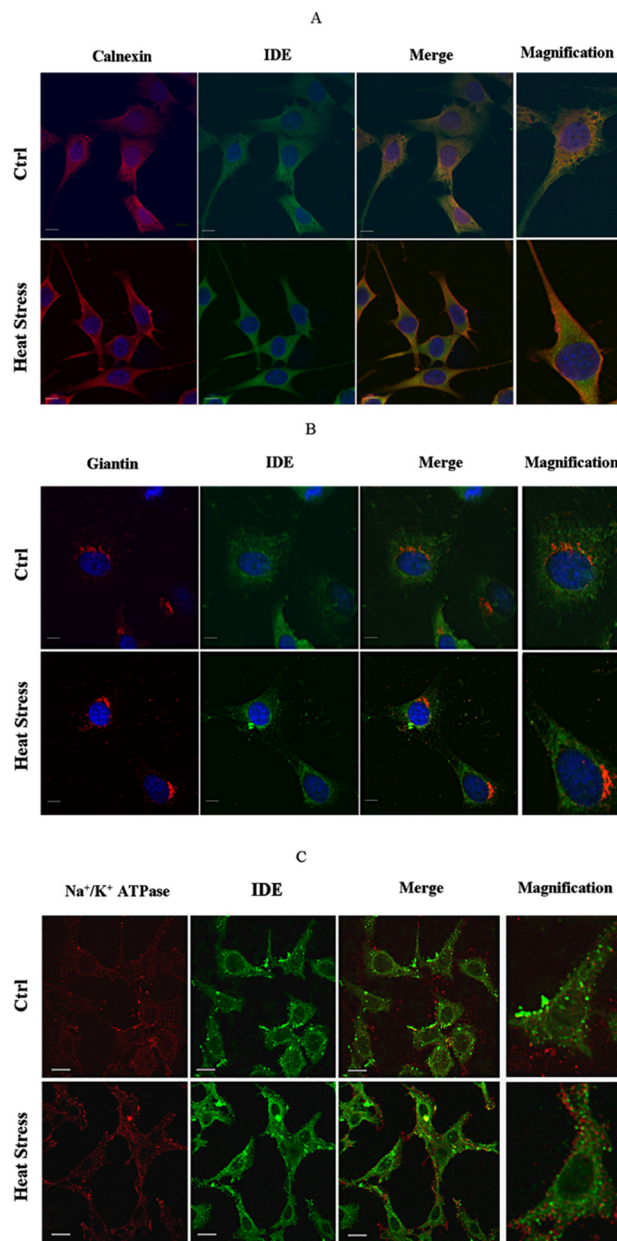 A
Calnexin IDE Merge Magnification
Ctrl
Heat Stress
B
Giantin IDE Merge Magnification
Ctrl
Heat Stress
C
Na⁺/K⁺ ATPase IDE Merge Magnification
Ctrl
Heat Stress